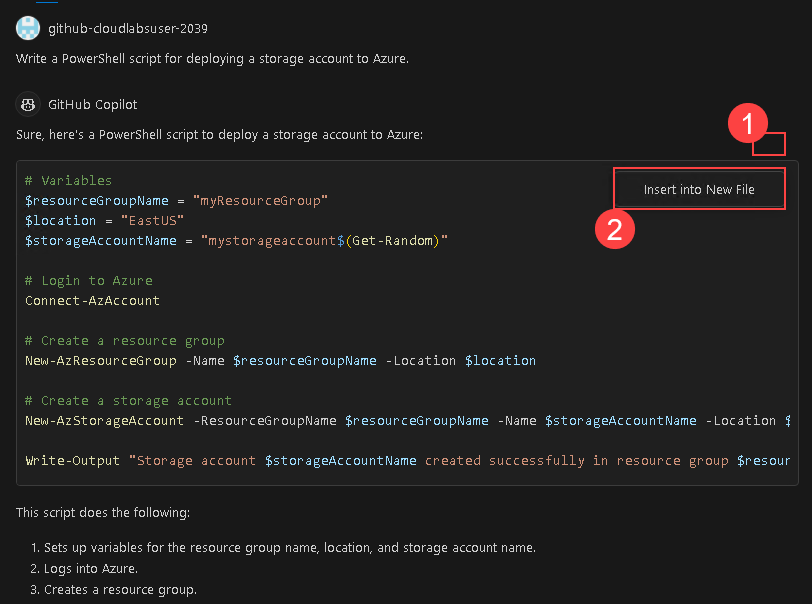 github-cloudlabsuser-2039
Write a PowerShell script for deploying a storage account to Azure.
GitHub Copilot
Sure, here's a PowerShell script to deploy a storage account to Azure:
1
# Variables
Insert into New File
$resourceGroupName = "myResourceGroup"
$location = "EastUS"
2
$storageAccountName = "mystorageaccount$(Get-Random)"
# Login to Azure
Connect-AzAccount
# Create a resource group
New-AzResourceGroup -Name $resourceGroupName -Location $location
# Create a storage account
New-AzStorageAccount -ResourceGroupName $resourceGroupName -Name $storageAccountName -Location $
Write-Output "Storage account $storageAccountName created successfully in resource group $resour
This script does the following:
1. Sets up variables for the resource group name, location, and storage account name.
2. Logs into Azure.
3. Creates a resource group.